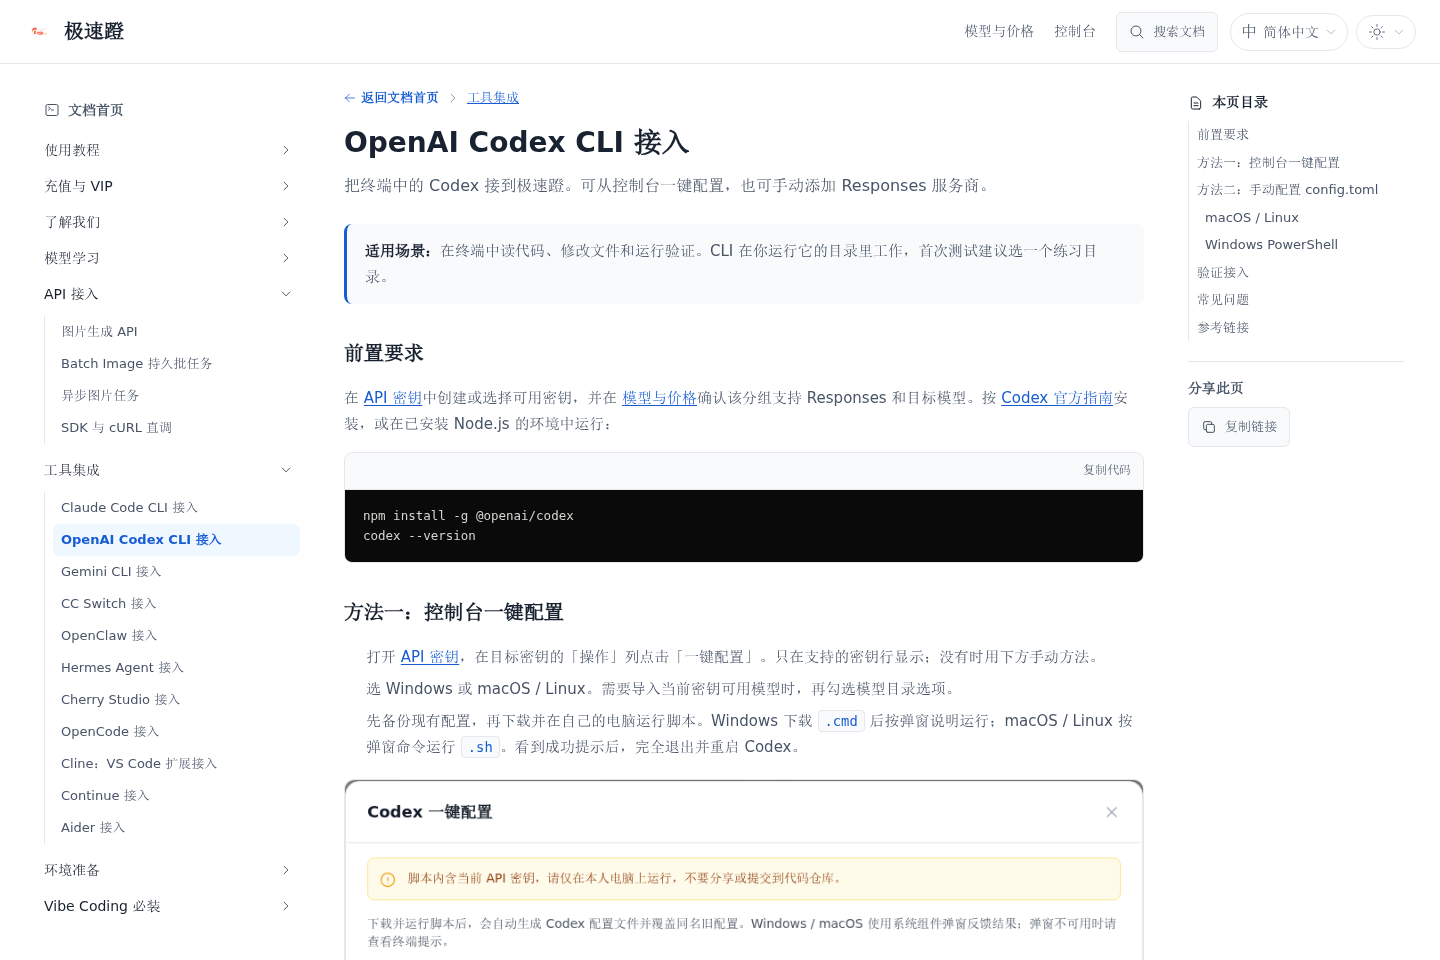 极速蹬
模型与价格
控制台
搜索文档
中 简体中文
文档首页
使用教程
充值与 VIP
了解我们
模型学习
API 接入
图片生成 API
Batch Image 持久批任务
异步图片任务
SDK 与 cURL 直调
工具集成
Claude Code CLI 接入
OpenAI Codex CLI 接入
Gemini CLI 接入
CC Switch 接入
OpenClaw 接入
Hermes Agent 接入
Cherry Studio 接入
OpenCode 接入
Cline：VS Code 扩展接入
Continue 接入
Aider 接入
环境准备
Vibe Coding 必装
返回文档首页
工具集成
OpenAI Codex CLI 接入
把终端中的 Codex 接到极速蹬。可从控制台一键配置，也可手动添加 Responses 服务商。
适用场景：在终端中读代码、修改文件和运行验证。CLI 在你运行它的目录里工作，首次测试建议选一个练习目
录。
前置要求
在 API 密钥中创建或选择可用密钥，并在 模型与价格确认该分组支持 Responses 和目标模型。按 Codex 官方指南安
装，或在已安装 Node.js 的环境中运行：
复制代码
npm install -g @openai/codex
codex --version
方法一：控制台一键配置
打开 API 密钥，在目标密钥的「操作」列点击「一键配置」。只在支持的密钥行显示；没有时用下方手动方法。
选 Windows 或 macOS / Linux。需要导入当前密钥可用模型时，再勾选模型目录选项。
先备份现有配置，再下载并在自己的电脑运行脚本。Windows 下载 .cmd 后按弹窗说明运行；macOS / Linux 按
弹窗命令运行 .sh。看到成功提示后，完全退出并重启 Codex。
Codex 一键配置
脚本内含当前 API 密钥，请仅在本人电脑上运行，不要分享或提交到代码仓库。
下载并运行脚本后，会自动生成 Codex 配置文件并覆盖同名旧配置。Windows / macOS 使用系统组件弹窗反馈结果；弹窗不可用时请
查看终端提示。
本页目录
前置要求
方法一：控制台一键配置
方法二：手动配置 config.toml
macOS / Linux
Windows PowerShell
验证接入
常见问题
参考链接
分享此页
复制链接